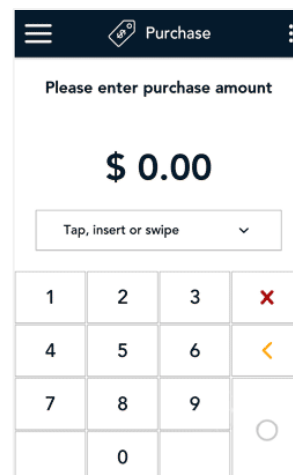 Purchase
Please enter purchase amount
$ 0.00
Tap, insert or swipe
1 2 3
4 5 6
7 8 9
0